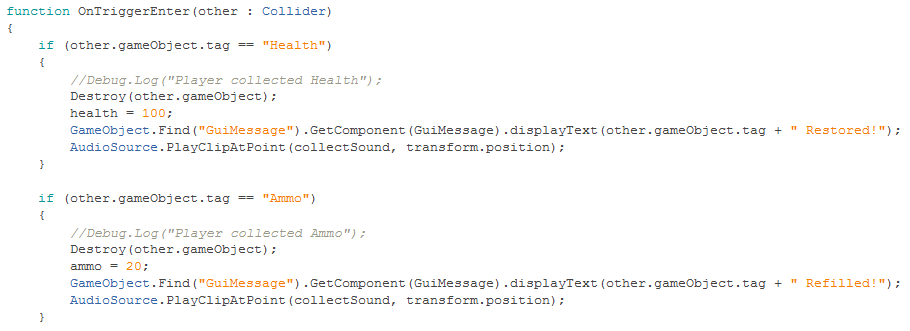 function OnTriggerEnter(other : Collider)
{
    if (other.gameObject.tag == "Health")
    {
        //Debug.Log("Player collected Health");
        Destroy(other.gameObject);
        health = 100;
        GameObject.Find("GuiMessage").GetComponent(GuiMessage).displayText(other.gameObject.tag + " Restored!");
        AudioSource.PlayClipAtPoint(collectSound, transform.position);
    }

    if (other.gameObject.tag == "Ammo")
    {
        //Debug.Log("Player collected Ammo");
        Destroy(other.gameObject);
        ammo = 20;
        GameObject.Find("GuiMessage").GetComponent(GuiMessage).displayText(other.gameObject.tag + " Refilled!");
        AudioSource.PlayClipAtPoint(collectSound, transform.position);
    }